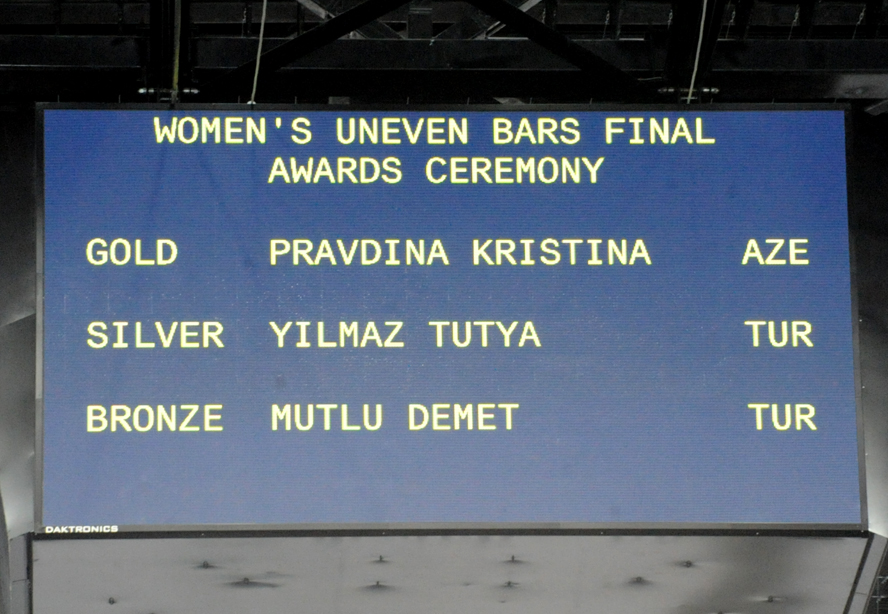 WOMEN'S UNEVEN BARS FINAL
AWARDS CEREMONY
GOLD PRAVDINA KRISTINA AZE
SILVER YILMAZ TUTYA TUR
BRONZE MUTLU DEMET TUR
DAKTRONICS